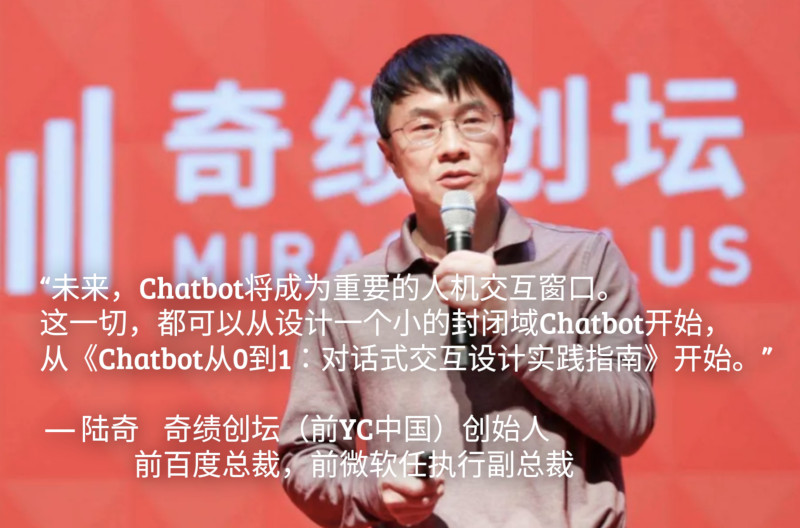 奇绩创坛
MIRA .US
“未来，Chatbot将成为重要的人机交互窗口。
这一切，都可以从设计一个小的封闭域Chatbot开始，
从《Chatbot从0到1：对话式交互设计实践指南》开始。”
— 陆奇 奇绩创坛（前YC中国）创始人
前百度总裁，前微软任执行副总裁